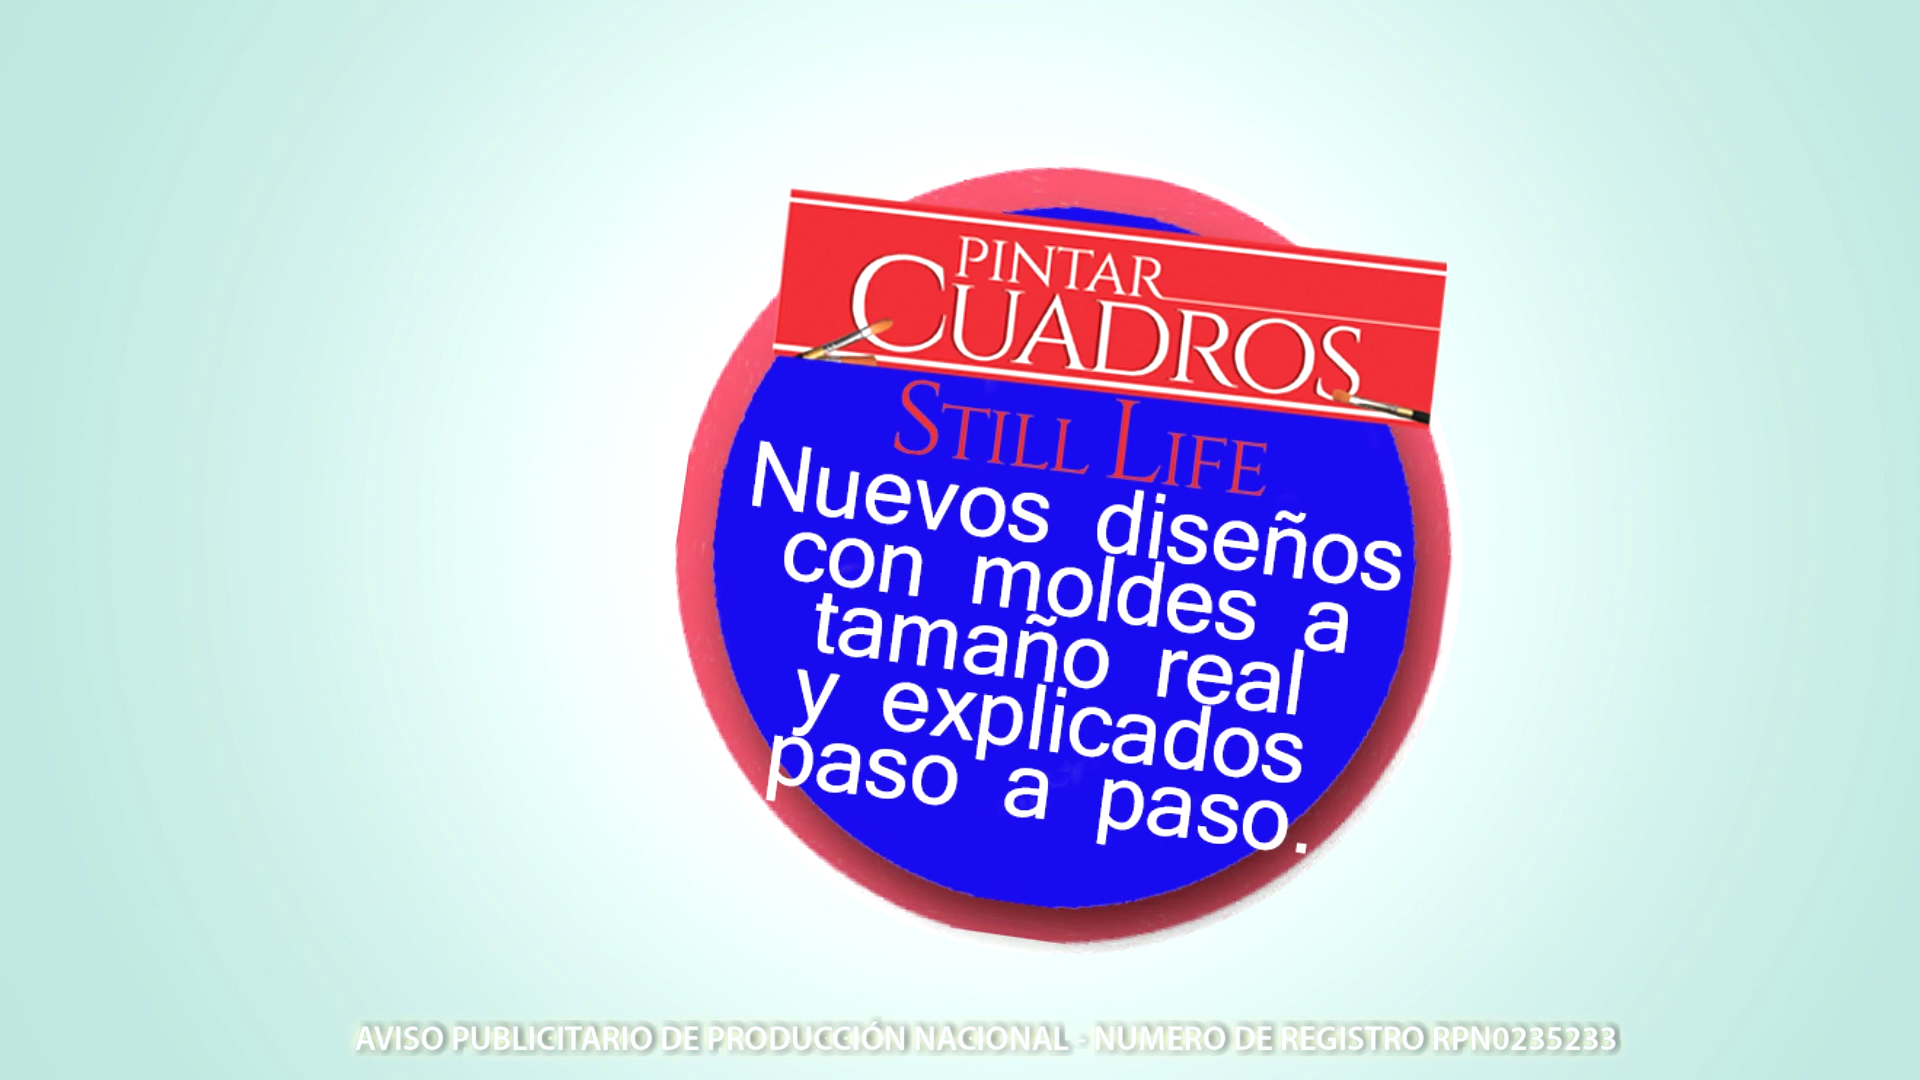 PINTAR
CUADROS
STILL LIFE
Nuevos diseños
con moldes a
tamaño real
y explicados
paso a paso.
AVISO PUBLICITARIO DE PRODUCCIÓN NACIONAL - NUMERO DE REGISTRO RPN0235233